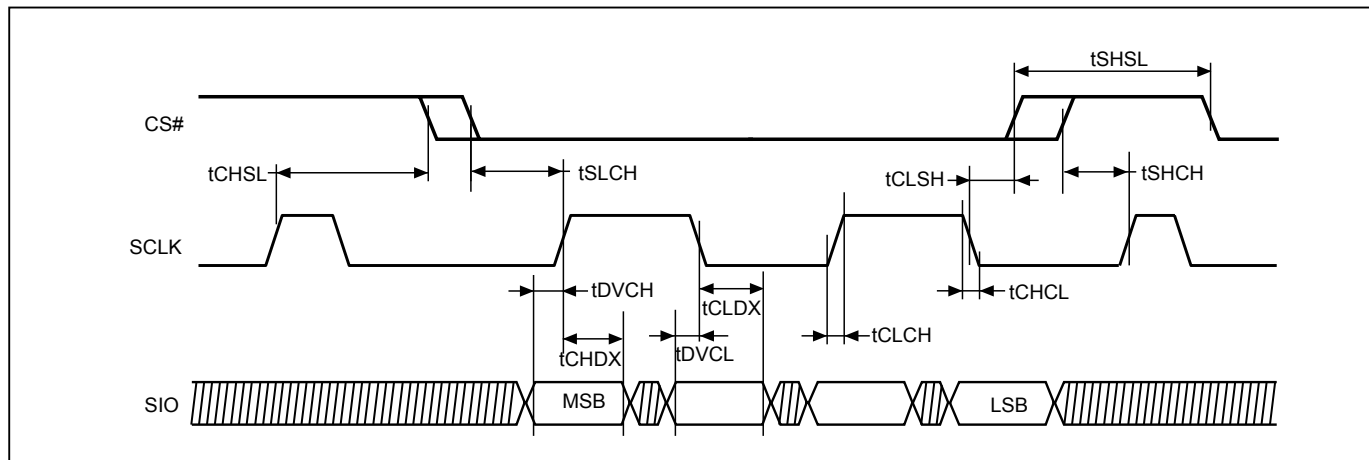 tSHSL
CS#
tCHSL
tSLCH
tCLSH
tSHCH
SCLK
tDVCH
tCLDX
tCHCL
tCHDX
tDVCL
tCLCH
SIO
MSB
LSB